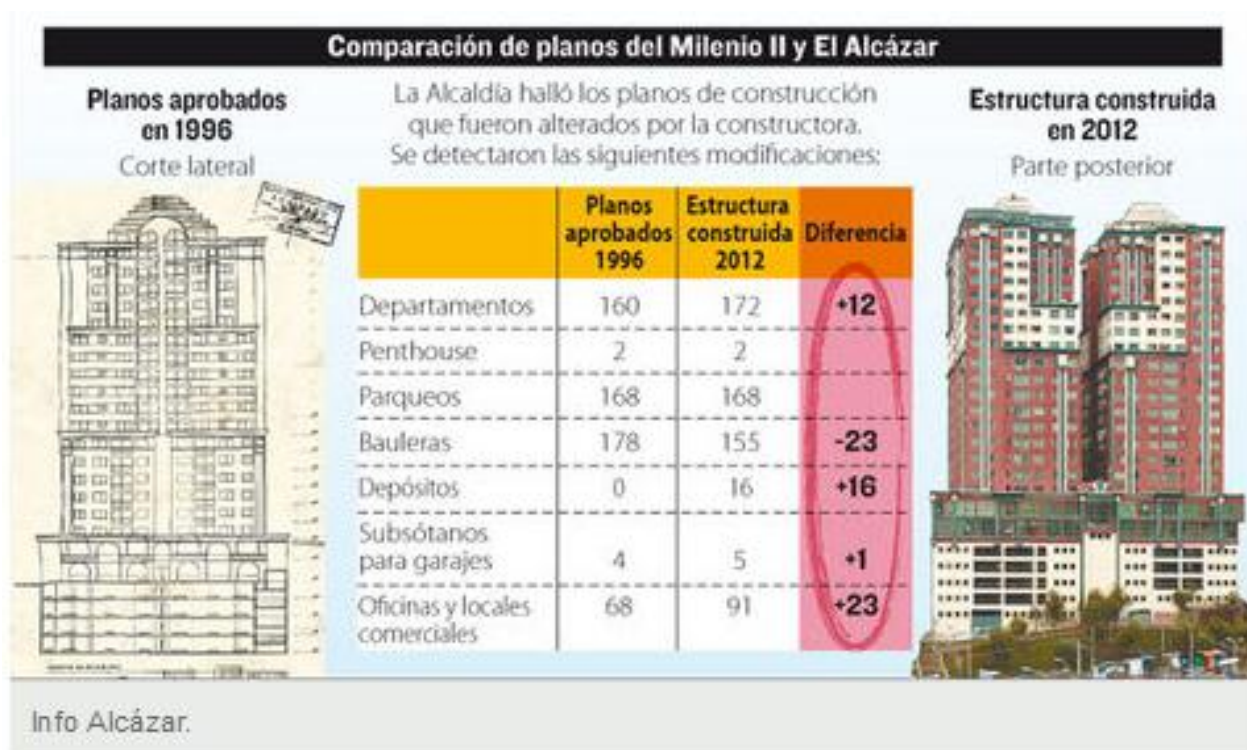 Comparación de planos del Milenio II y El Alcázar
Planos aprobados
en 1996
Corte lateral
La Alcaldía halló los planos de construcción
que fueron alterados por la constructora.
Se detectaron las siguientes modificaciones:
Estructura construida
en 2012
Parte posterior
Planos aprobados 1996 Estructura construida 2012 Diferencia
Departamentos 160 172 +12
Penthouse 2 2
Parqueos 168 168
Bauleras 178 155 -23
Depósitos 0 16 +16
Subsótanos
para garajes 4 5 +1
Oficinas y locales 68 91 +23
comerciales
Info Alcázar.